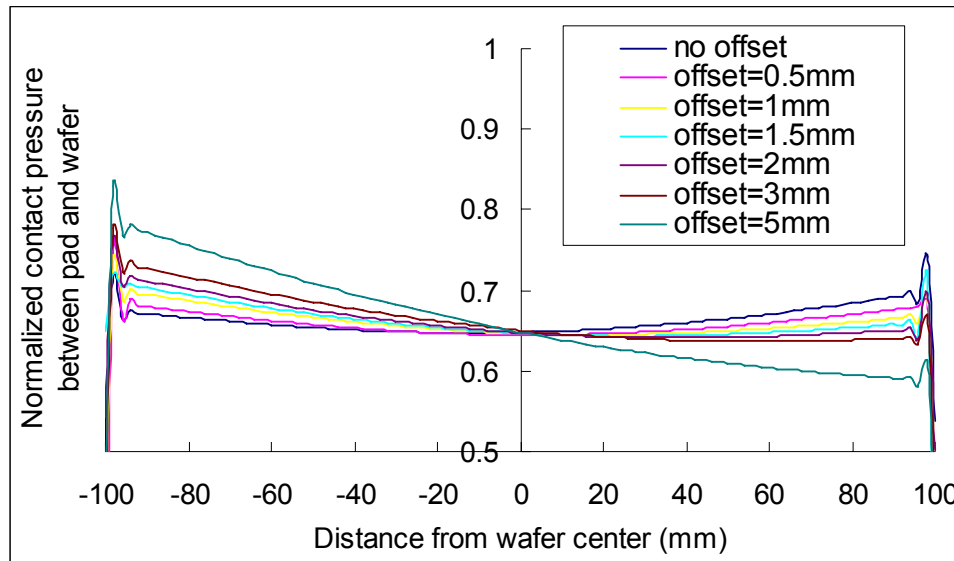 Normalized contact pressure
between pad and wafer
1
0.9
0.8
0.7
0.6
0.5
no offset
offset=0.5mm
offset=1mm
offset=1.5mm
offset=2mm
offset=3mm
offset=5mm
-100 -80 -60 -40 -20 0 20 40 60 80 100
Distance from wafer center (mm)